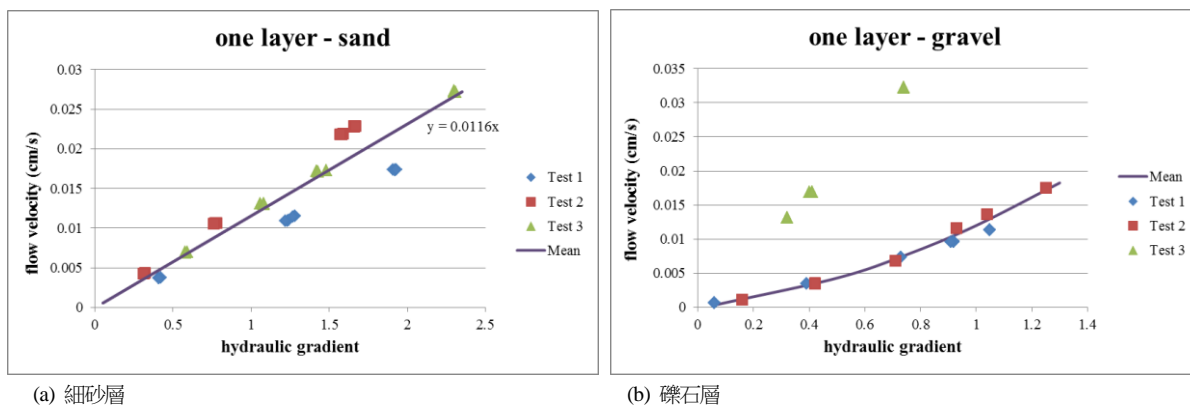 one layer - sand
flow velocity (cm/s)
0.03
0.025
0.02
0.015
0.01
0.005
0
y = 0.0116x
0
0.5
1
1.5
2
2.5
hydraulic gradient
Test 1
Test 2
Test 3
Mean
(a) 細砂層
one layer - gravel
flow velocity (cm/s)
0.035
0.03
0.025
0.02
0.015
0.01
0.005
0
0
0.2
0.4
0.6
0.8
1
1.2
1.4
hydraulic gradient
Mean
Test 1
Test 2
Test 3
(b) 礫石層